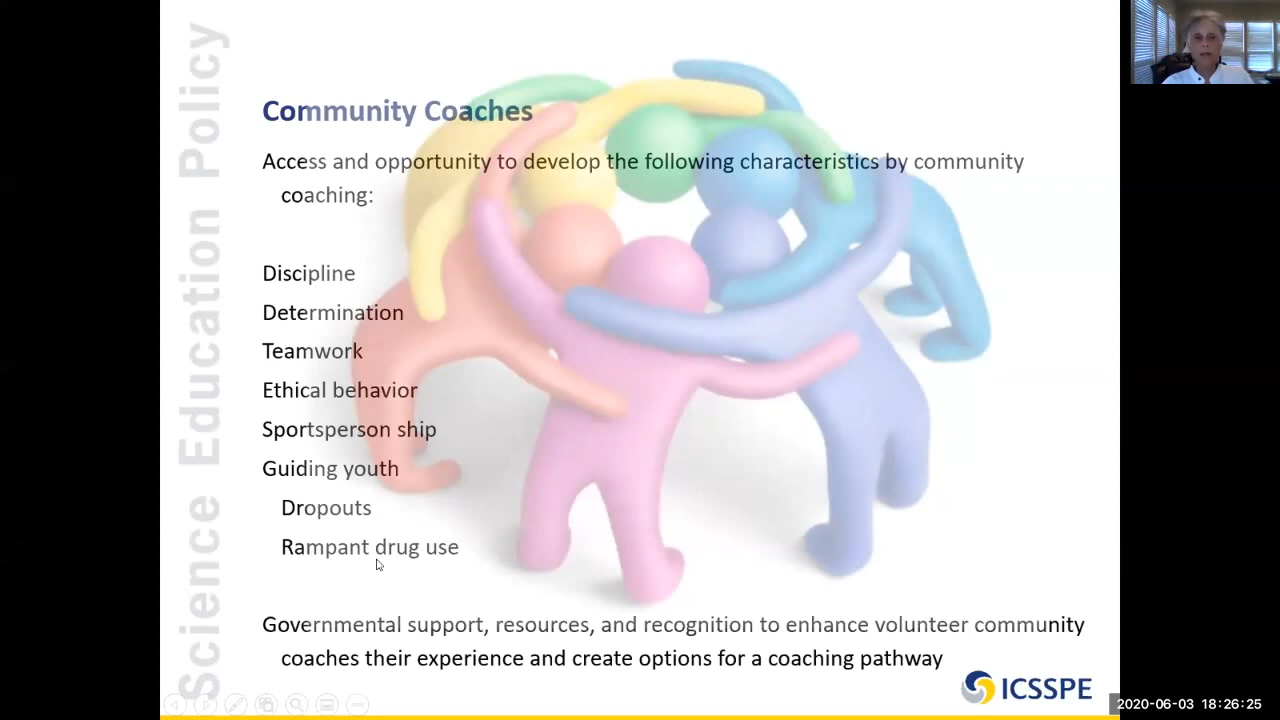 Science Education Policy
Community Coaches
Access and opportunity to develop the following characteristics by community
coaching:
Discipline
Determination
Teamwork
Ethical behavior
Sportsperson ship
Guiding youth
Dropouts
Rampant drug use
Governmental support, resources, and recognition to enhance volunteer community
coaches their experience and create options for a coaching pathway
ICSSPE
2020-06-03 18:26:25